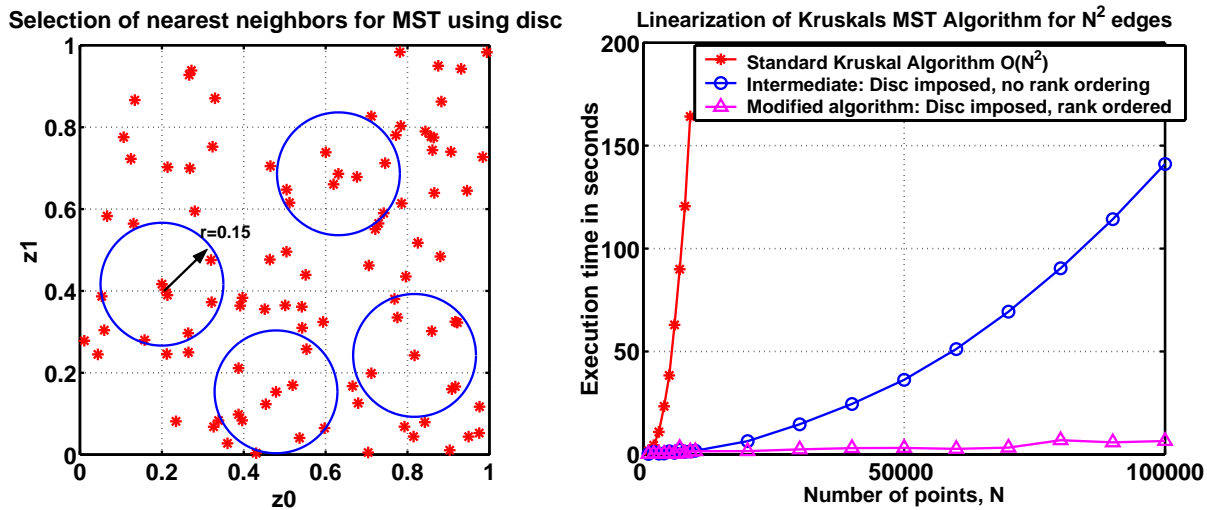 Selection of nearest neighbors for MST using disc
1
0.8
0.6
0.4
0.2
0
z1
r=0.15
0
0.2
0.4
0.6
0.8
1
z0
Linearization of Kruskals MST Algorithm for N² edges
200
150
100
50
0
Execution time in seconds
Standard Kruskal Algorithm O(N²)
Intermediate: Disc imposed, no rank ordering
Modified algorithm: Disc imposed, rank ordered
50000
100000
Number of points, N